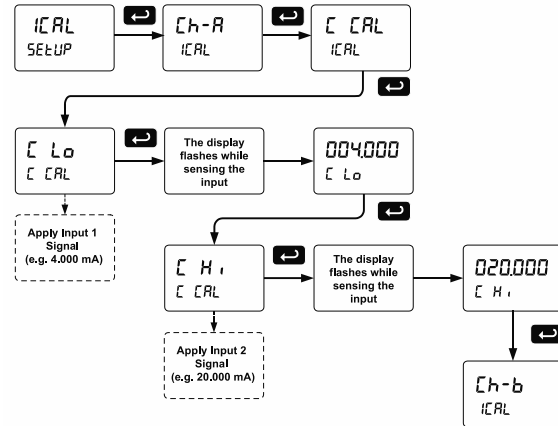 ICAL
SEtUP
Ch-A
ICAL
C CAL
ICAL
C Lo
C CAL
The display
flashes while
sensing the
input
004.000
C Lo
Apply Input 1
Signal
(e.g. 4.000 mA)
C Hi
C CAL
The display
flashes while
sensing the
input
020.000
C Hi
Apply Input 2
Signal
(e.g. 20.000 mA)
Ch-b
ICAL